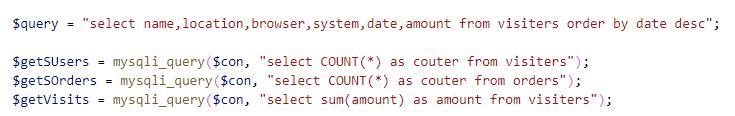 $query = "select name,location,browser,system,date,amount from visiters order by date desc";
$getSUsers = mysqli_query($con, "select COUNT(*) as couter from visiters");
$getSOrders = mysqli_query($con, "select COUNT(*) as couter from orders");
$getVisits = mysqli_query($con, "select sum(amount) as amount from visiters");